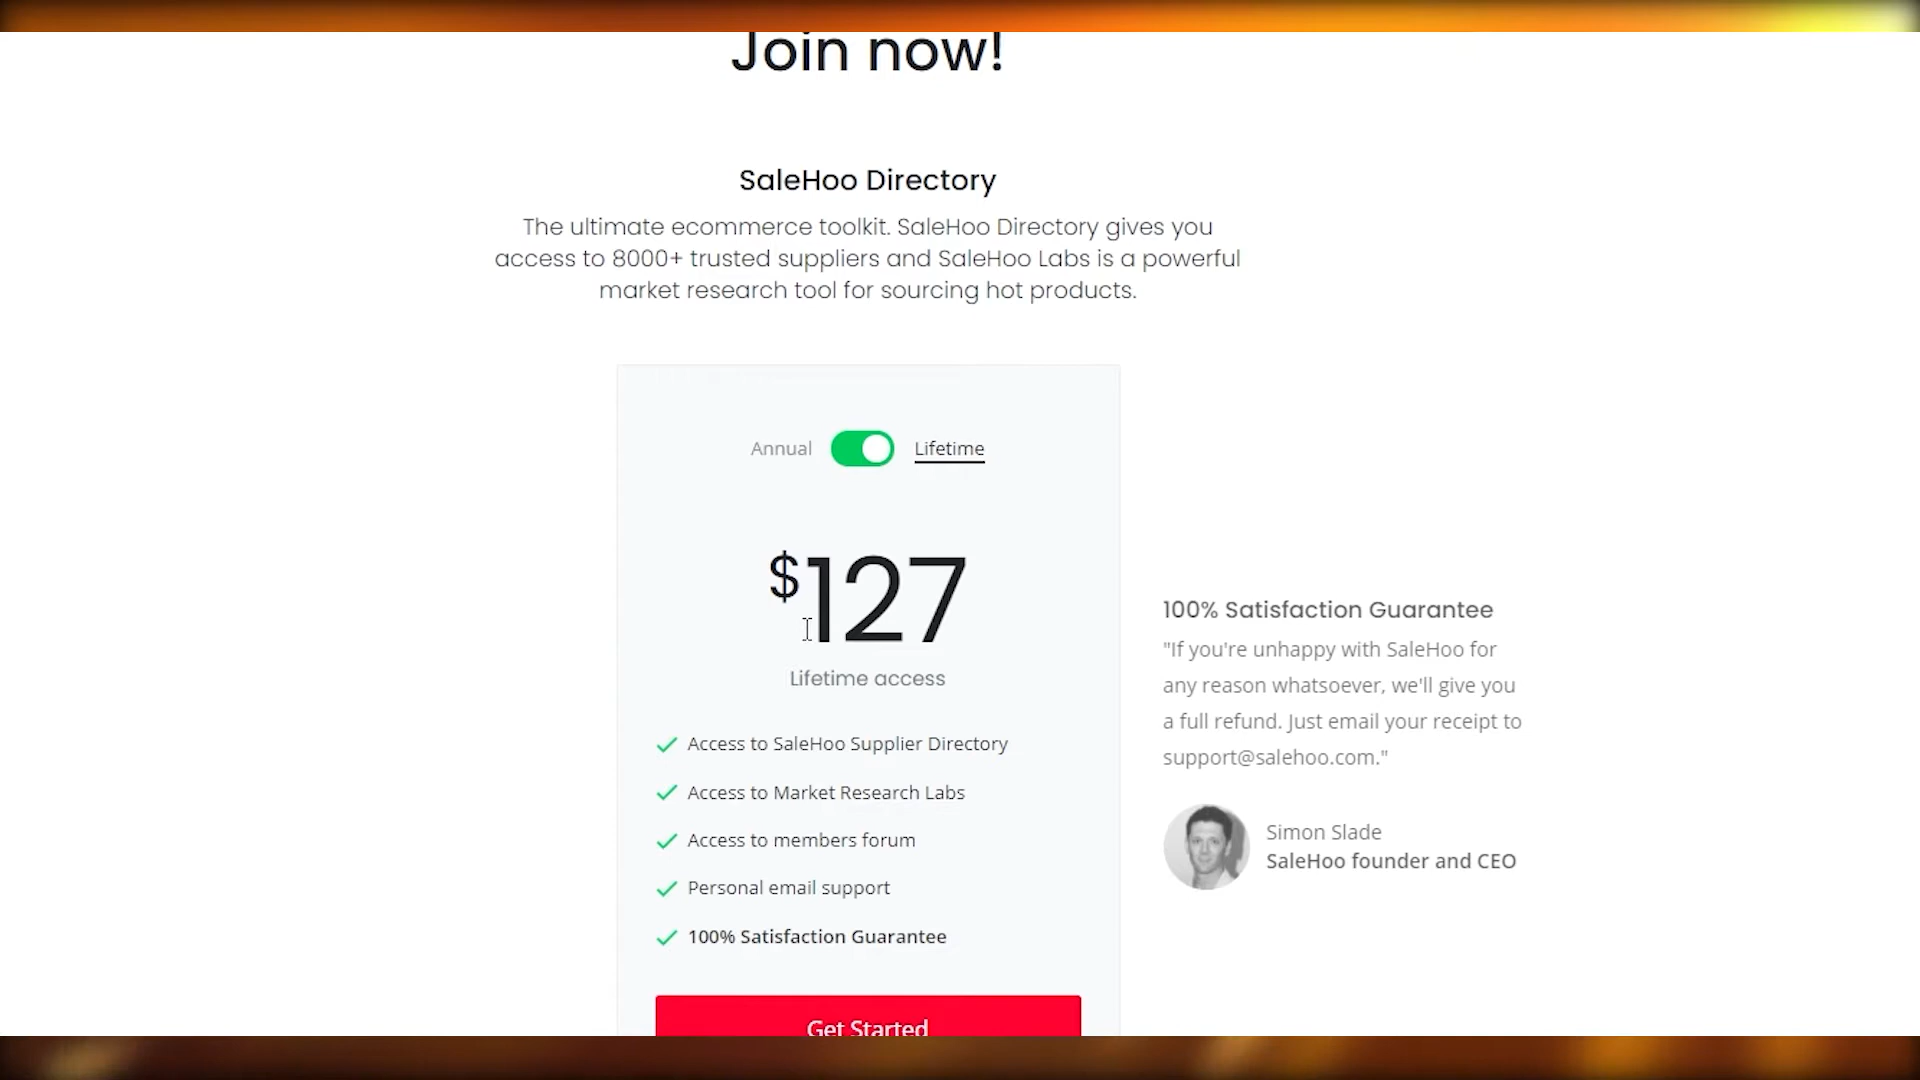 Join now!
SaleHoo Directory
The ultimate ecommerce toolkit. SaleHoo Directory gives you
access to 8000+ trusted suppliers and SaleHoo Labs is a powerful
market research tool for sourcing hot products.
Annual Lifetime
$127
Lifetime access
Access to SaleHoo Supplier Directory
Access to Market Research Labs
Access to members forum
Personal email support
100% Satisfaction Guarantee
Get Started
100% Satisfaction Guarantee
"If you're unhappy with SaleHoo for
any reason whatsoever, we'll give you
a full refund. Just email your receipt to
support@salehoo.com."
Simon Slade
SaleHoo founder and CEO